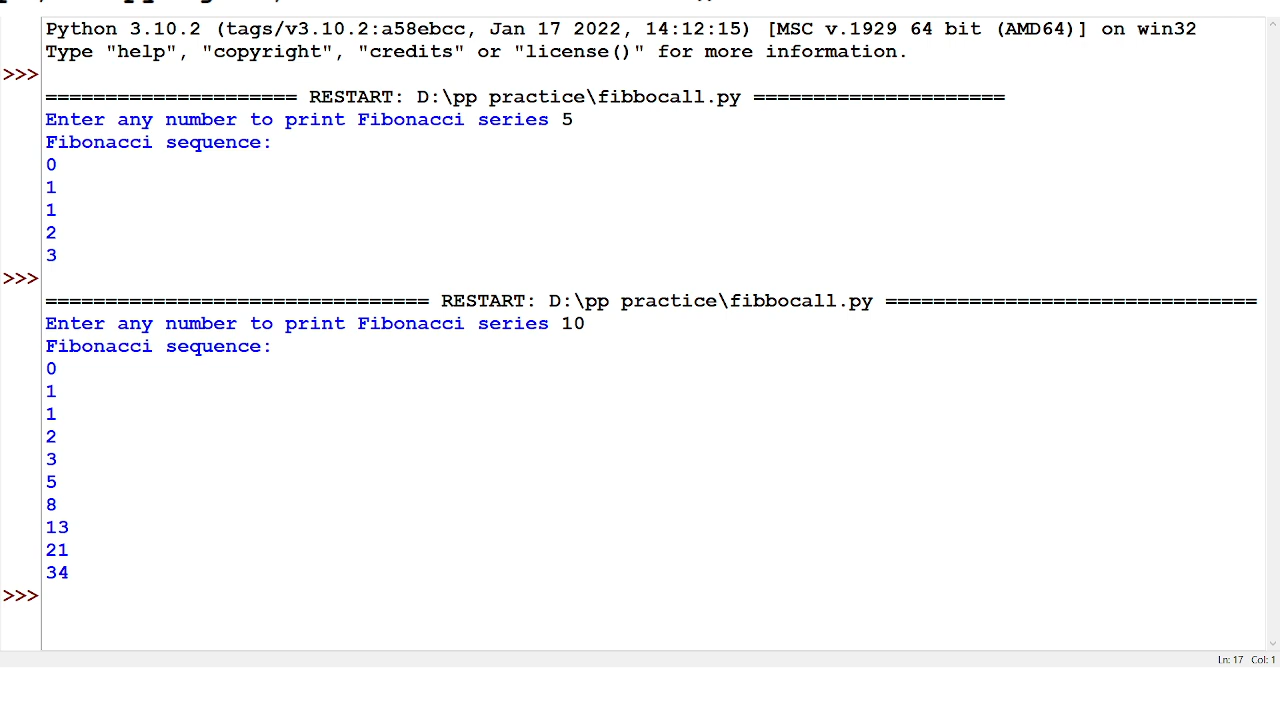 Python 3.10.2 (tags/v3.10.2:a58ebcc, Jan 17 2022, 14:12:15) [MSC v.1929 64 bit (AMD64)] on win32
Type "help", "copyright", "credits" or "license()" for more information.
>>>
===================== RESTART: D:\pp practice\fibbocall.py =====================
Enter any number to print Fibonacci series 5
Fibonacci sequence:
0
1
1
2
3
>>>
================================ RESTART: D:\pp practice\fibbocall.py ===============================
Enter any number to print Fibonacci series 10
Fibonacci sequence:
0
1
1
2
3
5
8
13
21
34
>>>
Ln: 17 Col: 1